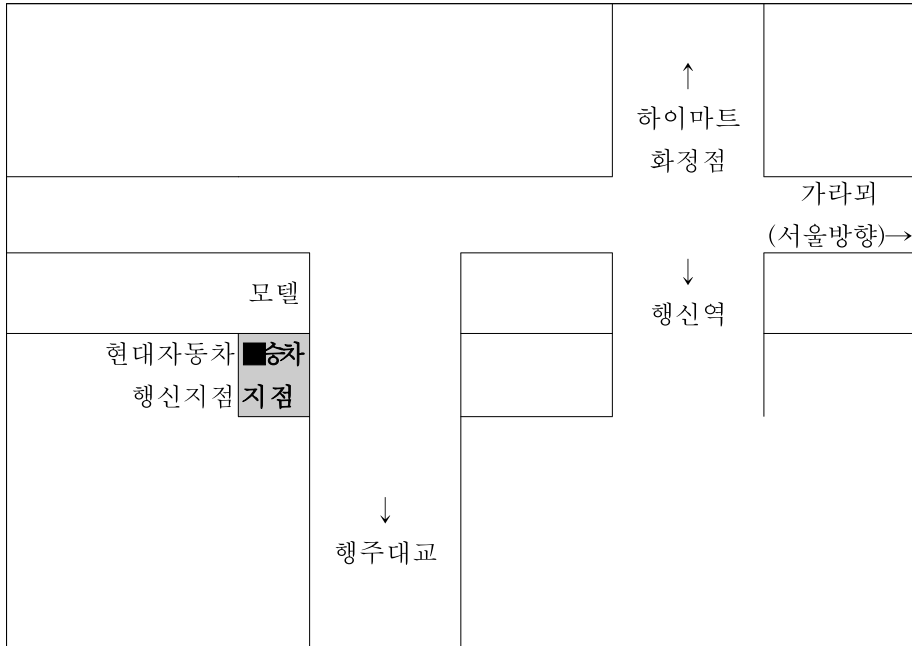 ↑
하이마트
화정점
가라뫼
(서울방향)→
모텔
↓
행신역
현대자동차 ■승차
행신지점 지점
↓
행주대교